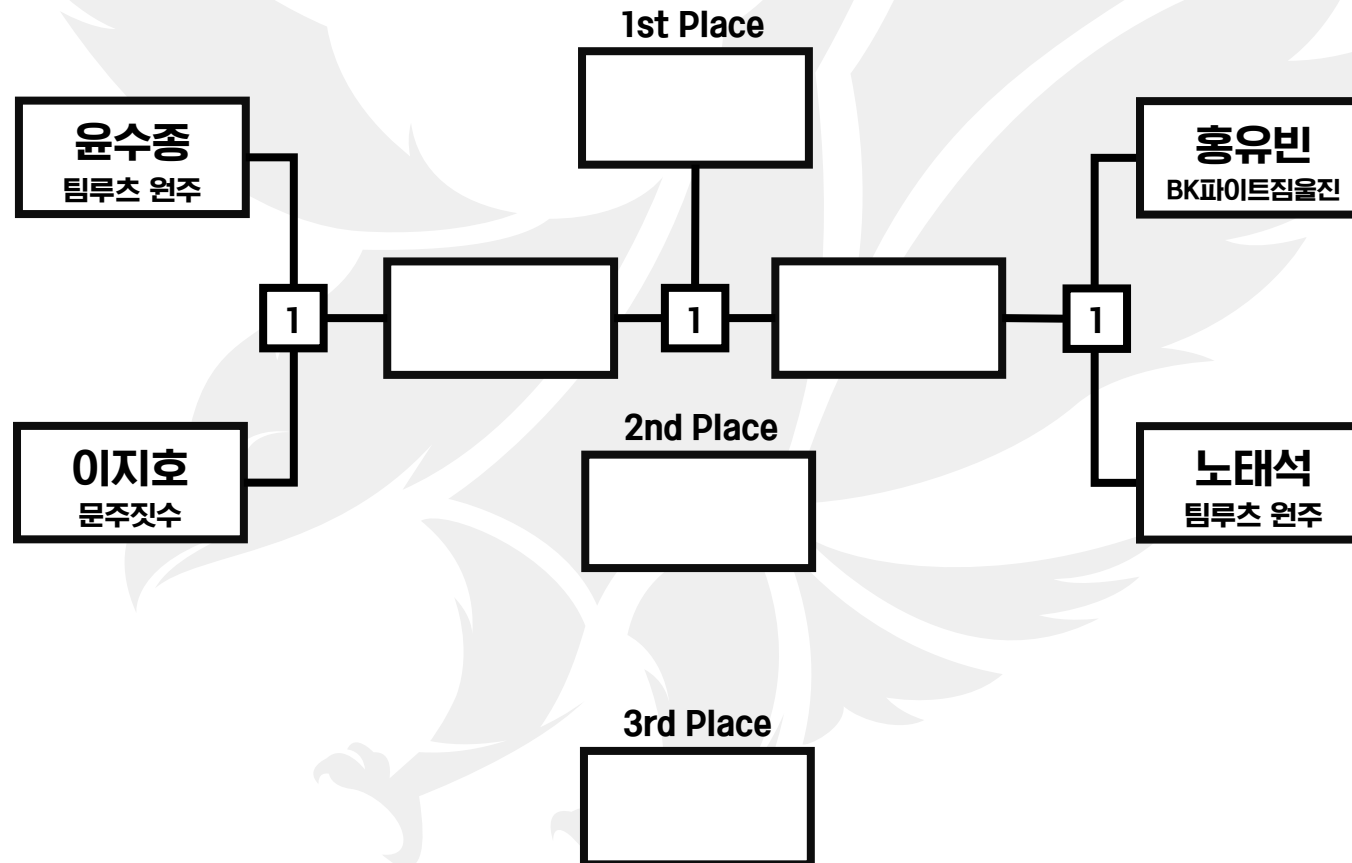 1st Place
윤수종
팀루츠 원주
홍유빈
BK파이트짐울진
1
1
1
이지호
문주짓수
2nd Place
노태석
팀루츠 원주
3rd Place